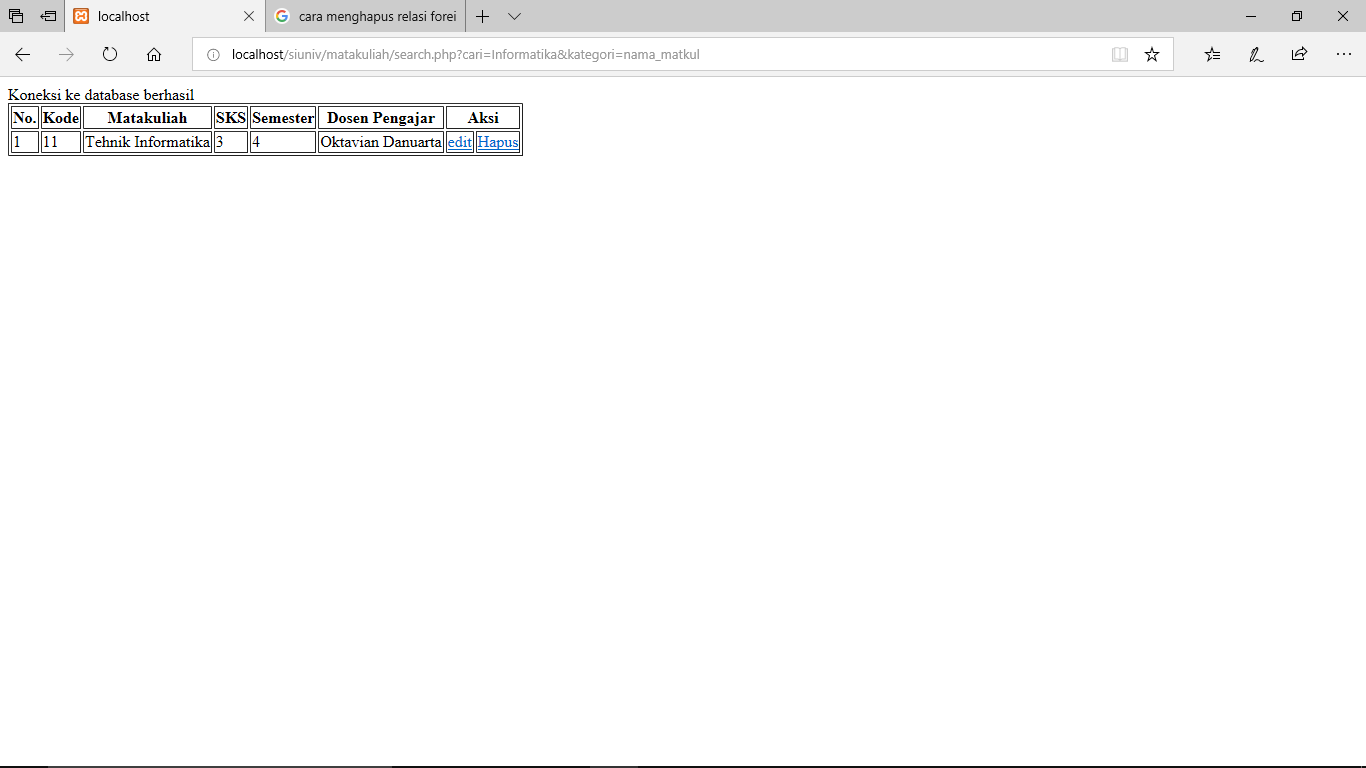 localhost
cara menghapus relasi forei
localhost/siuniv/matakuliah/search.php?cari=Informatika&kategori=nama_matkul
Koneksi ke database berhasil
No. Kode Matakuliah SKS Semester Dosen Pengajar Aksi
1 11 Tehnik Informatika 3 4 Oktavian Danuarta edit Hapus